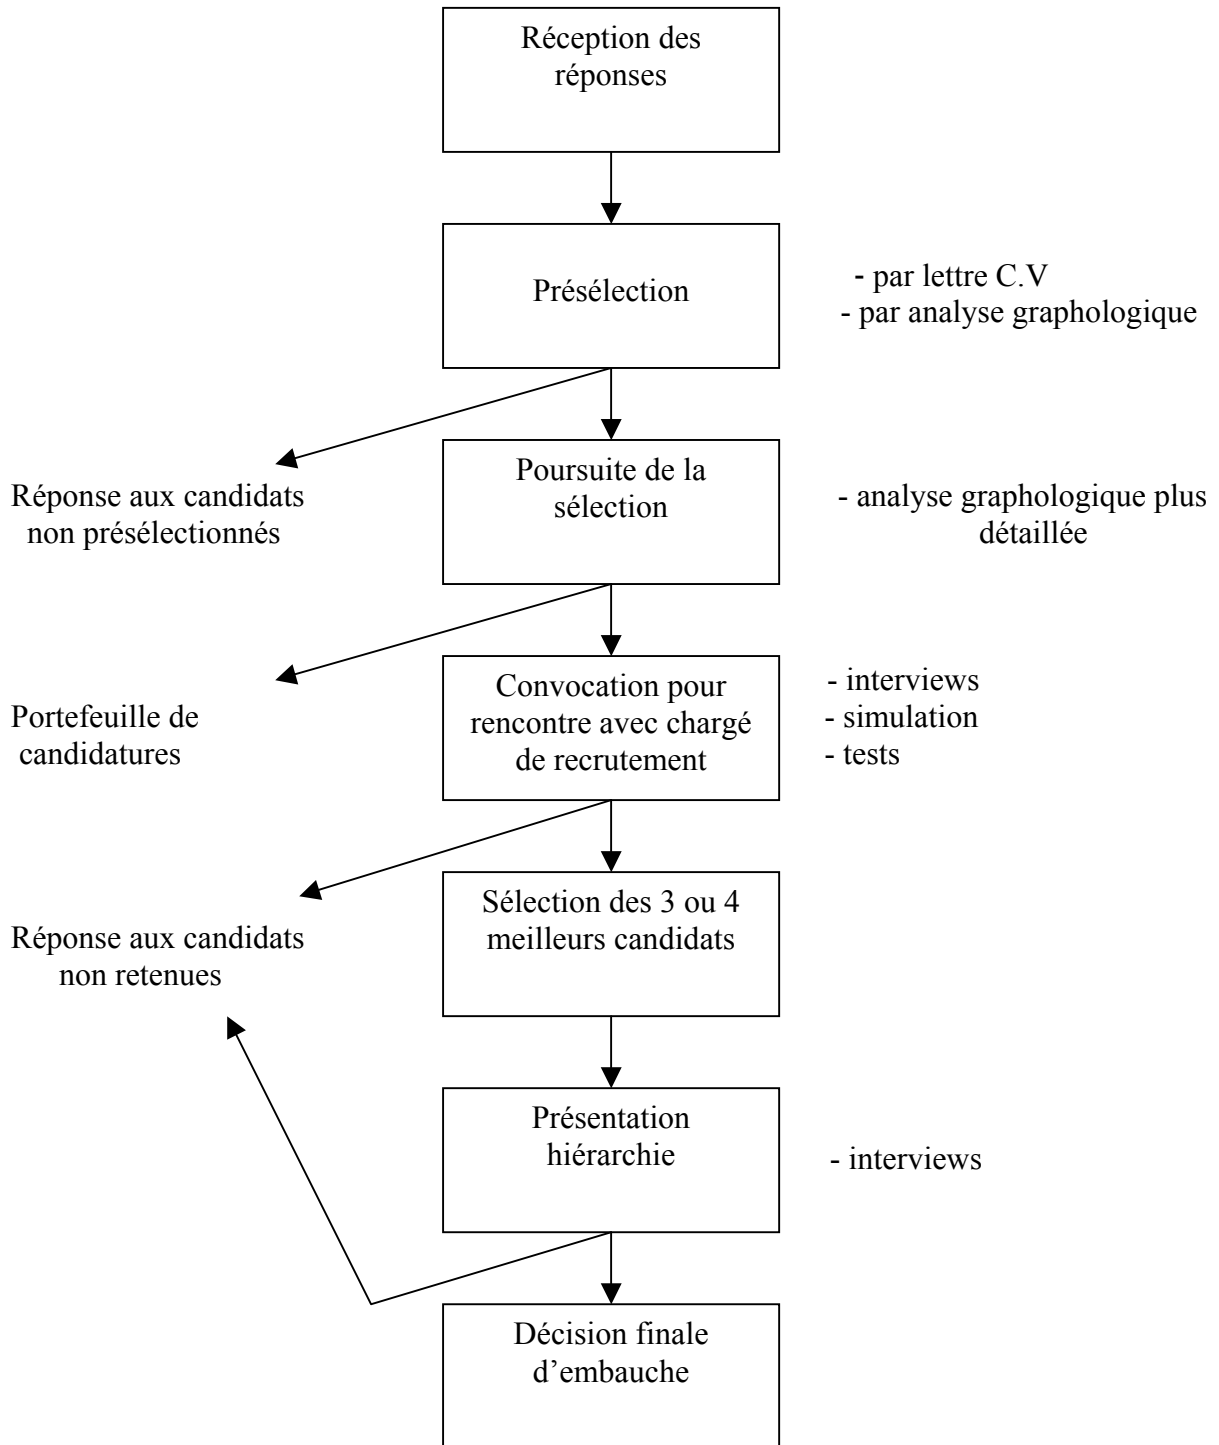 Réception des
réponses
Présélection
- par lettre C.V
- par analyse graphologique
Réponse aux candidats
non présélectionnés
Poursuite de la
sélection
- analyse graphologique plus
détaillée
Portefeuille de
candidatures
Convocation pour
rencontre avec chargé
de recrutement
- interviews
- simulation
- tests
Réponse aux candidats
non retenues
Sélection des 3 ou 4
meilleurs candidats
Présentation
hiérarchie
- interviews
Décision finale
d’embauche